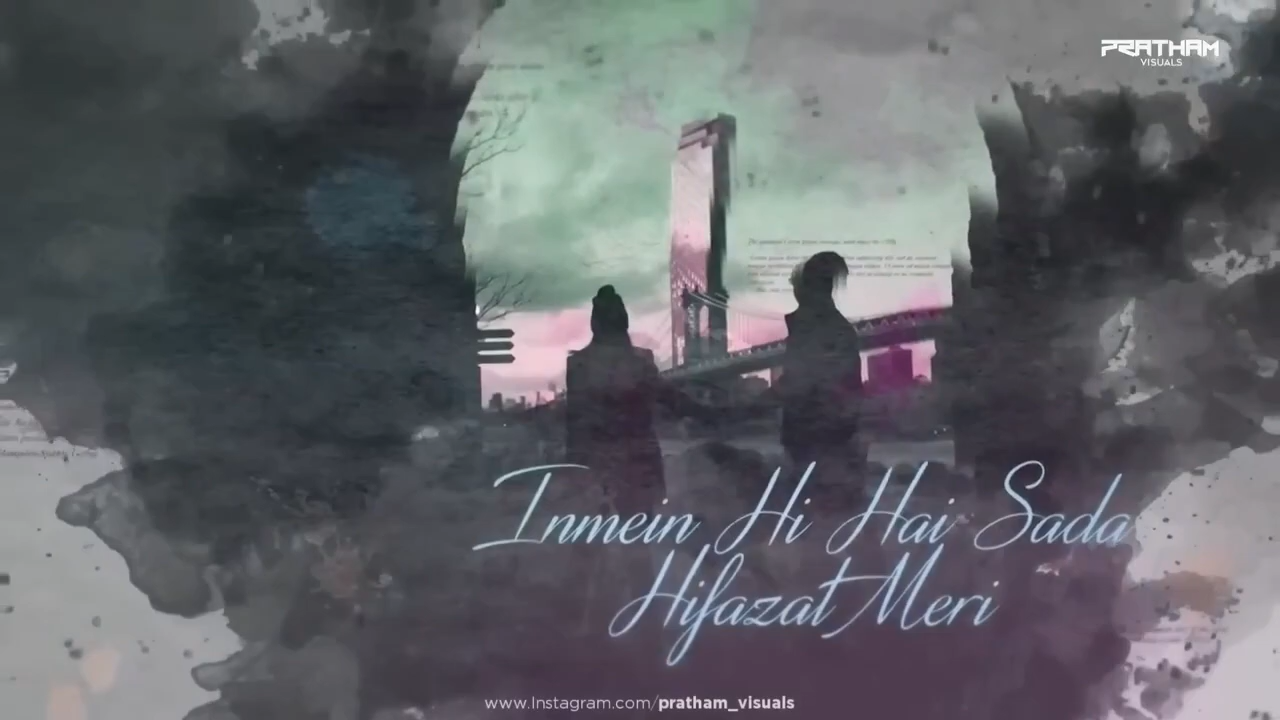 PRATHAM
VISUALS
Inmein Hi Hai Sada
Hifazat Meri
www.Instagram.com/pratham_visuals